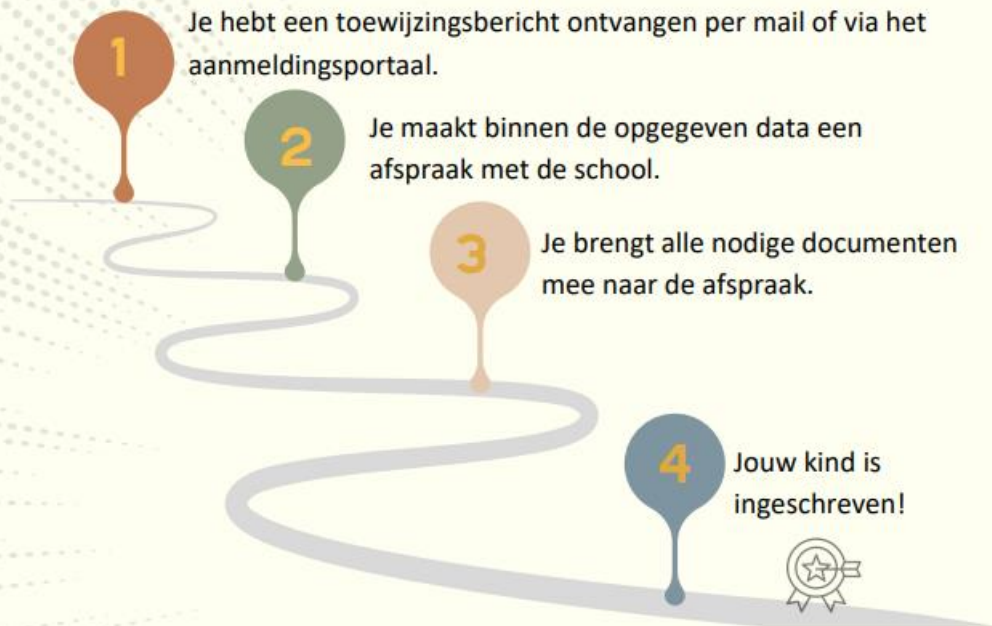 1
Je hebt een toewijzingsbericht ontvangen per mail of via het
aanmeldingsportaal.
2
Je maakt binnen de opgegeven data een
afspraak met de school.
3
Je brengt alle nodige documenten
mee naar de afspraak.
4
Jouw kind is
ingeschreven!